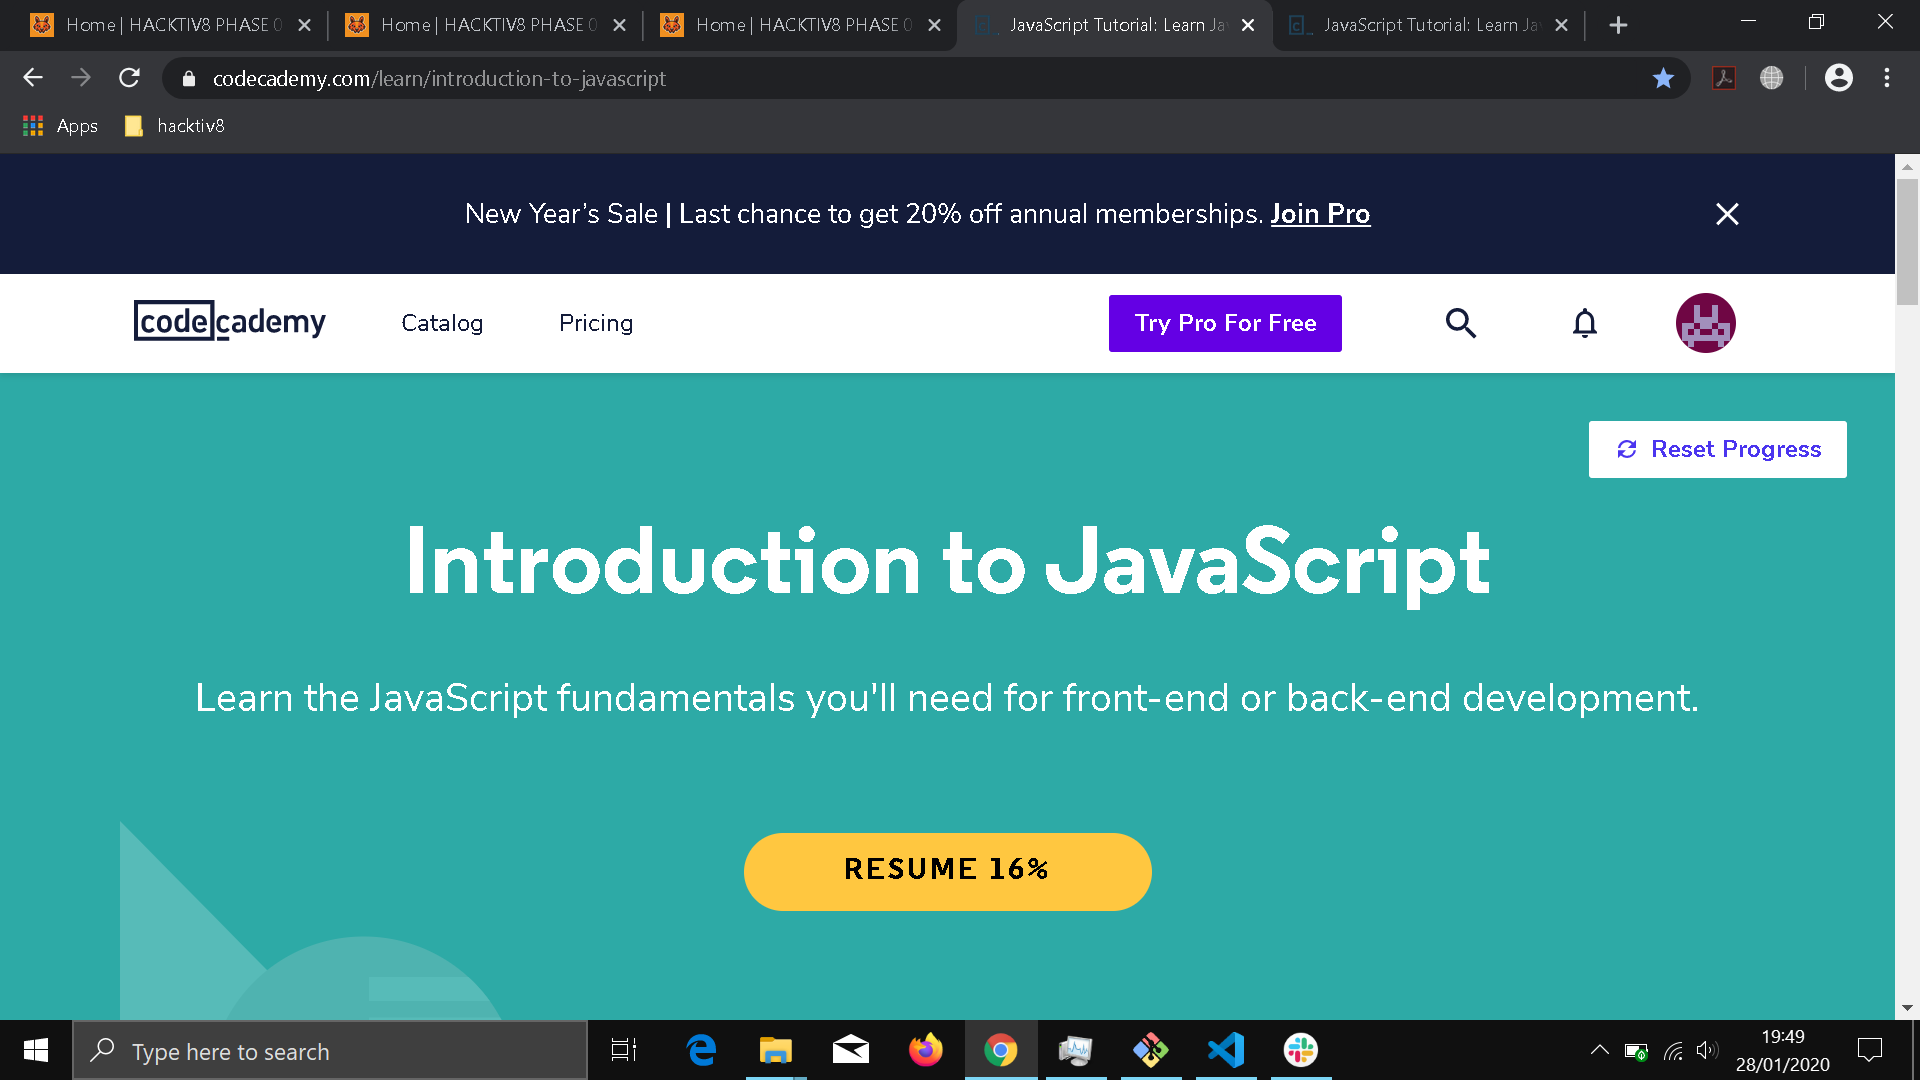 Home | HACKTIV8 PHASE 0
Home | HACKTIV8 PHASE 0
Home | HACKTIV8 PHASE 0
JavaScript Tutorial: Learn Ja
JavaScript Tutorial: Learn Ja
codecademy.com/learn/introduction-to-javascript
Apps
hacktiv8
New Year’s Sale | Last chance to get 20% off annual memberships. Join Pro
codecademy
Catalog
Pricing
Try Pro For Free
Reset Progress
Introduction to JavaScript
Learn the JavaScript fundamentals you'll need for front-end or back-end development.
RESUME 16%
Type here to search
19:49
28/01/2020